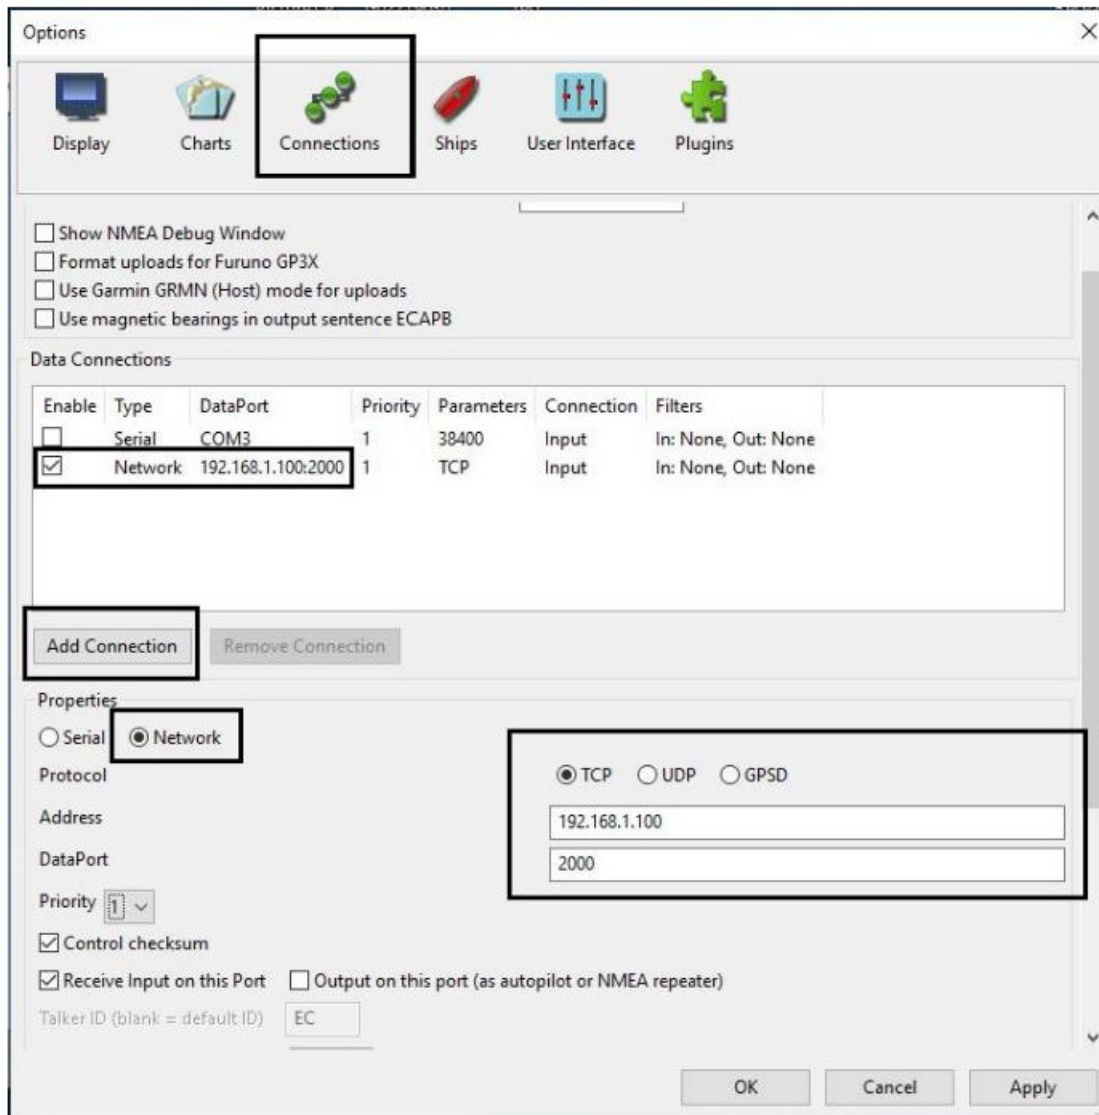 Options
Display Charts Connections Ships User Interface Plugins
Show NMEA Debug Window
Format uploads for Furuno GP3X
Use Garmin GRMN (Host) mode for uploads
Use magnetic bearings in output sentence ECAPB
Data Connections
Enable Type DataPort Priority Parameters Connection Filters
Serial COM3 1 38400 Input In: None, Out: None
Network 192.168.1.100:2000 1 TCP Input In: None, Out: None
Add Connection Remove Connection
Properties
Serial Network
Protocol TCP UDP GPSD
Address 192.168.1.100
DataPort 2000
Priority 1
Control checksum
Receive Input on this Port Output on this port (as autopilot or NMEA repeater)
Talker ID (blank = default ID) EC
OK Cancel Apply